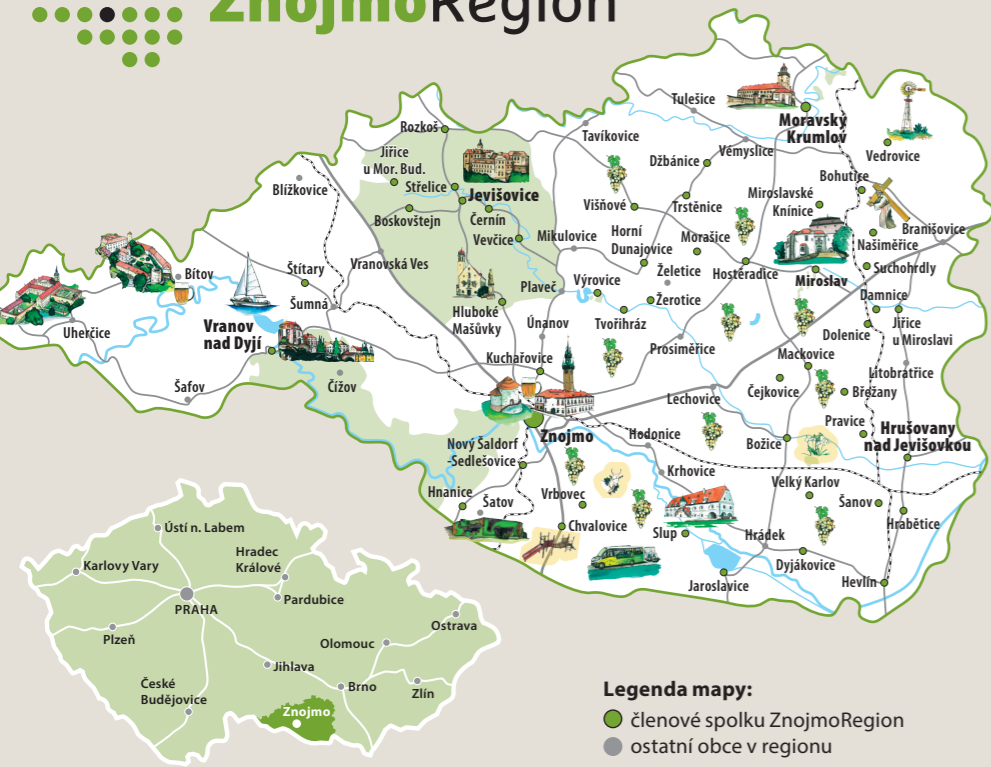 ZnojmoRegion
Tulešice
Moravský
Krumlov
Rozkoš
Tavíkovice
Vémyslice
Vedrovice
Jiřice
u Mor. Bud.
Džbánice
Bohutice
Blížkovice
Střelice
Jevišovice
Trstěnice
Miroslavské
Knínice
Boskovštejn
Černín
Višňové
Branišovice
Vevčice
Mikulovice
Horní
Dunajovice
Morašice
Našiměřice
Vranovská Ves
Suchohrdly
Bítov
Štítary
Želetice
Hostěradice
Miroslav
Plaveč
Výrovice
Žerotice
Damnice
Šumná
Hluboké
Mašůvky
Únanov
Tvořihráz
Dolenice
Jiřice
u Miroslavi
Uherčice
Vranov
nad Dyjí
Prosiměřice
Mackovice
Kuchařovice
Litobratřice
Šafov
Čížov
Lechovice
Čejkovice
Břežany
Pravice
Hrušovany
nad Jevišovkou
Znojmo
Hodonice
Božice
Nový Šaldorf
-Sedlešovice
Krhovice
Velký Karlov
Hnanice
Šatov
Vrbovec
Šanov
Hrabětice
Chvalovice
Slup
Hrádek
Dyjákovice
Jaroslavice
Hevlín
Ústí n. Labem
Karlovy Vary
Hradec
Králové
PRAHA
Pardubice
Plzeň
Ostrava
Olomouc
Jihlava
České
Budějovice
Brno
Zlín
Znojmo
Legenda mapy:
členové spolku ZnojmoRegion
ostatní obce v regionu